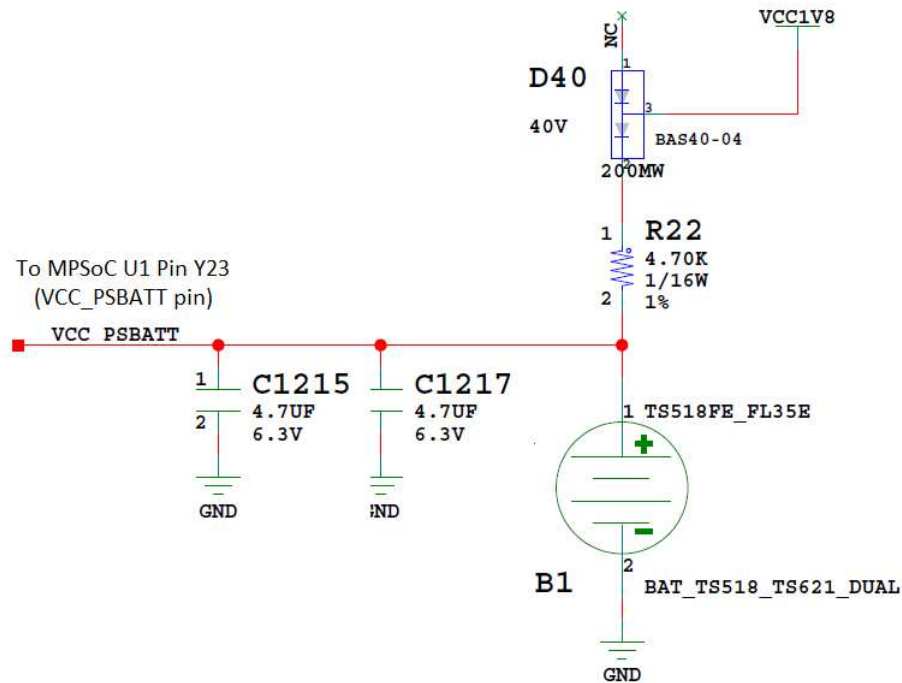 VCC1V8
NC
1
D40
3
40V
BAS40-04
2
200MW
1
R22
4.70K
1/16W
2
1%
To MPSoC U1 Pin Y23
(VCC_PSBATT pin)
VCC PSBATT
1
C1215
4.7UF
2
6.3V
GND
C1217
4.7UF
6.3V
GND
1 TS518FE_FL35E
2
B1
BAT_TS518_TS621_DUAL
GND